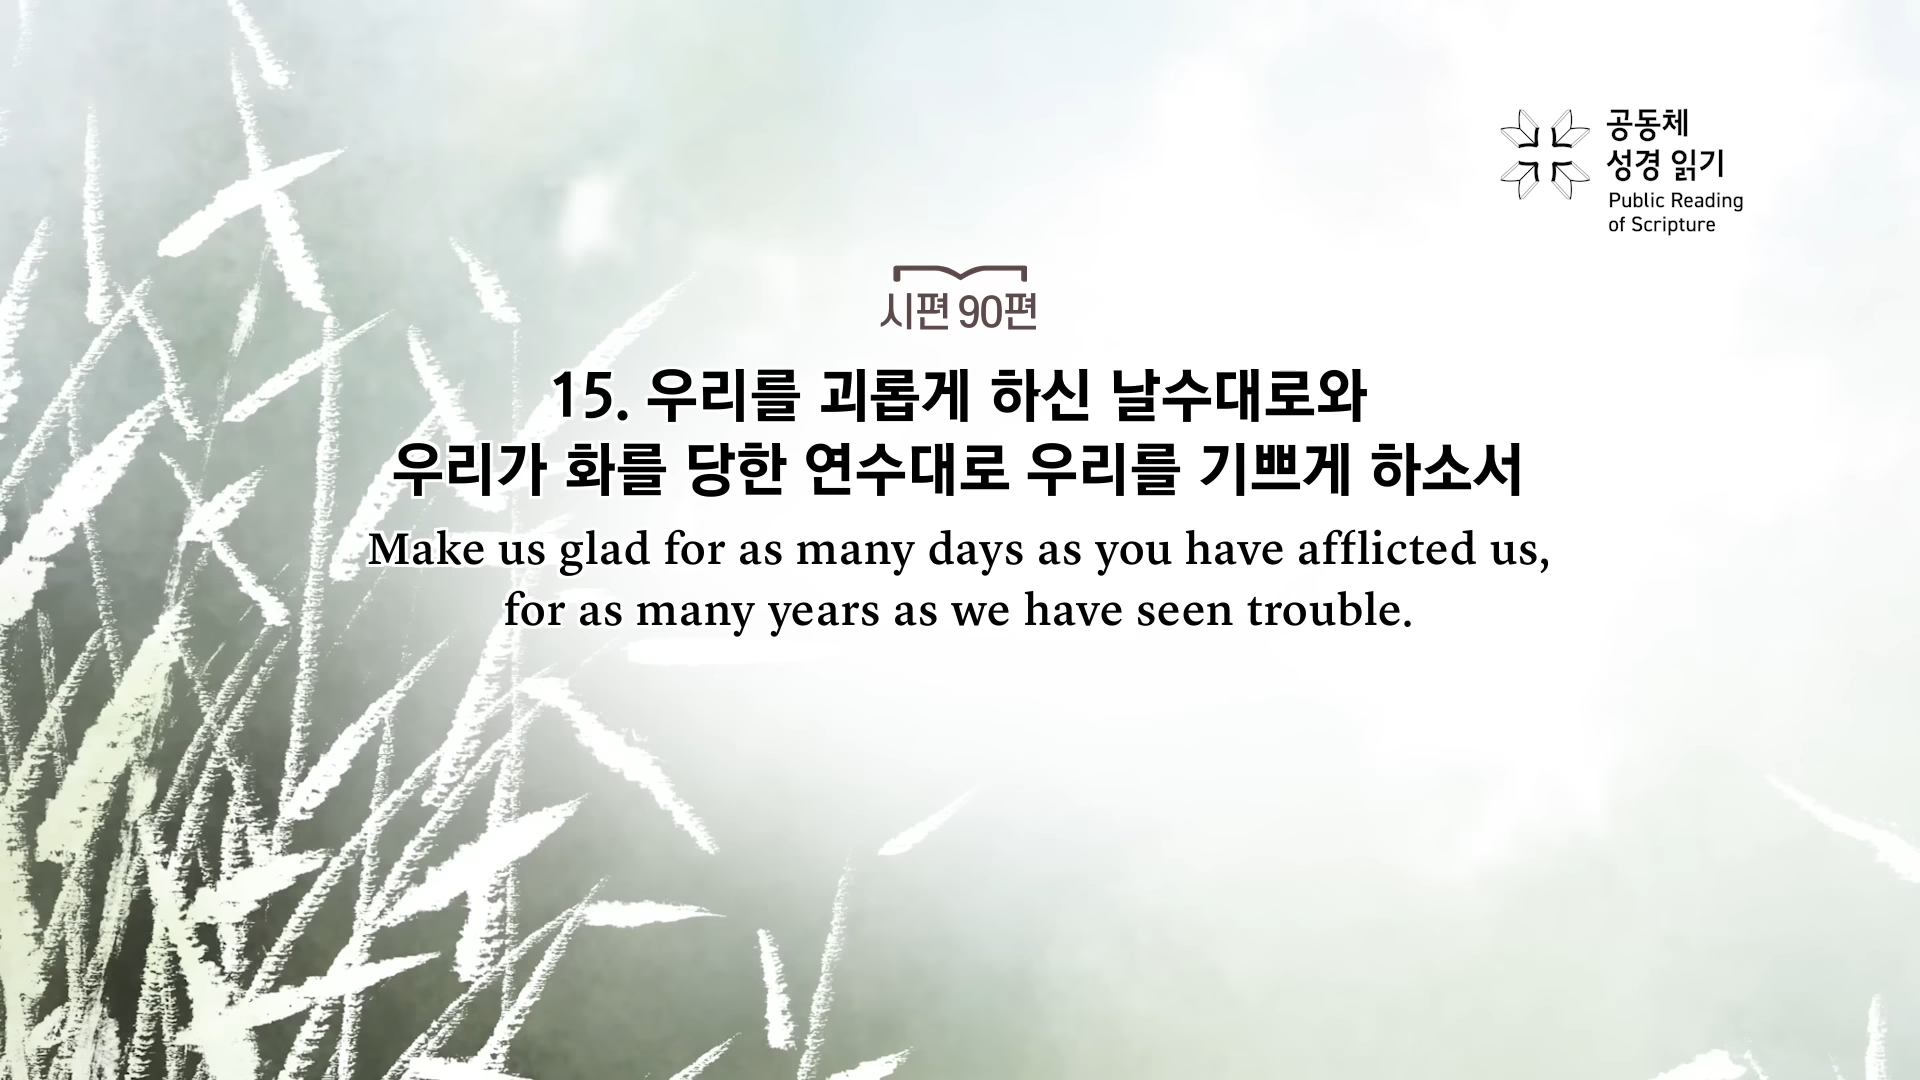 공동체
성경 읽기
Public Reading
of Scripture
시편 90편
15. 우리를 괴롭게 하신 날수대로와
우리가 화를 당한 연수대로 우리를 기쁘게 하소서
Make us glad for as many days as you have afflicted us,
for as many years as we have seen trouble.